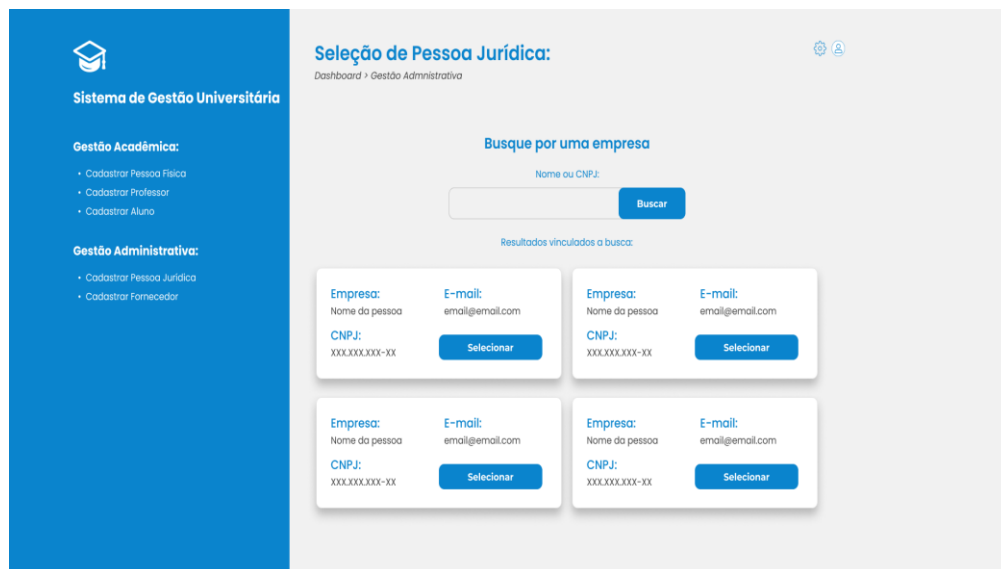 Sistema de Gestão Universitária
Gestão Acadêmica:
• Cadastrar Pessoa Física
• Cadastrar Professor
• Cadastrar Aluno
Gestão Administrativa:
• Cadastrar Pessoa Jurídica
• Cadastrar Fornecedor
Seleção de Pessoa Jurídica:
Dashboard > Gestão Admnistrativa
Busque por uma empresa
Nome ou CNPJ:
Buscar
Resultados vinculados a busca:
Empresa: E-mail:
Nome da pessoa email@email.com
CNPJ:
XXX.XXX.XXX-XX Selecionar
Empresa: E-mail:
Nome da pessoa email@email.com
CNPJ:
XXX.XXX.XXX-XX Selecionar
Empresa: E-mail:
Nome da pessoa email@email.com
CNPJ:
XXX.XXX.XXX-XX Selecionar
Empresa: E-mail:
Nome da pessoa email@email.com
CNPJ:
XXX.XXX.XXX-XX Selecionar